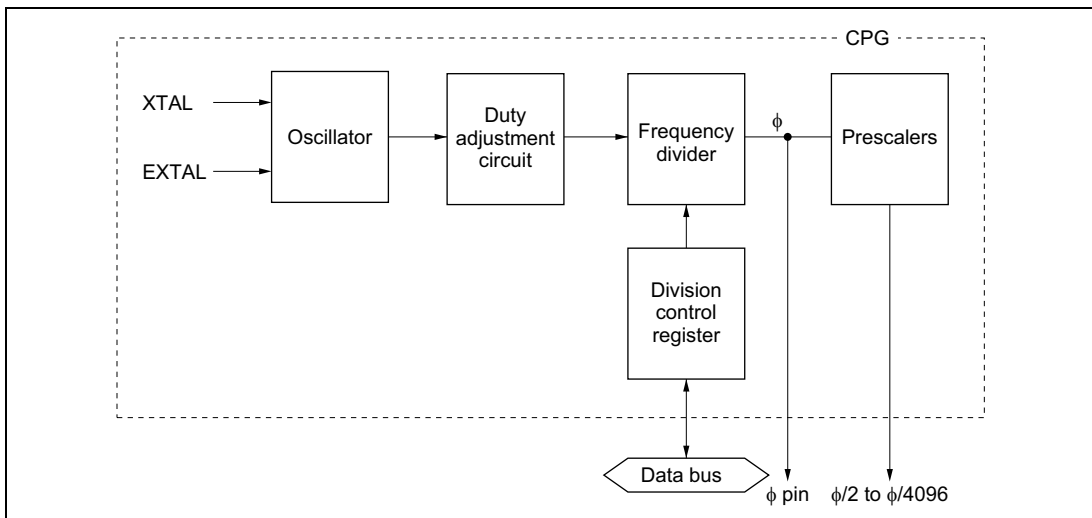 CPG
XTAL
EXTAL
Oscillator
Duty
adjustment
circuit
Frequency
divider
ϕ
Prescalers
Division
control
register
Data bus
ϕ pin
ϕ/2 to ϕ/4096